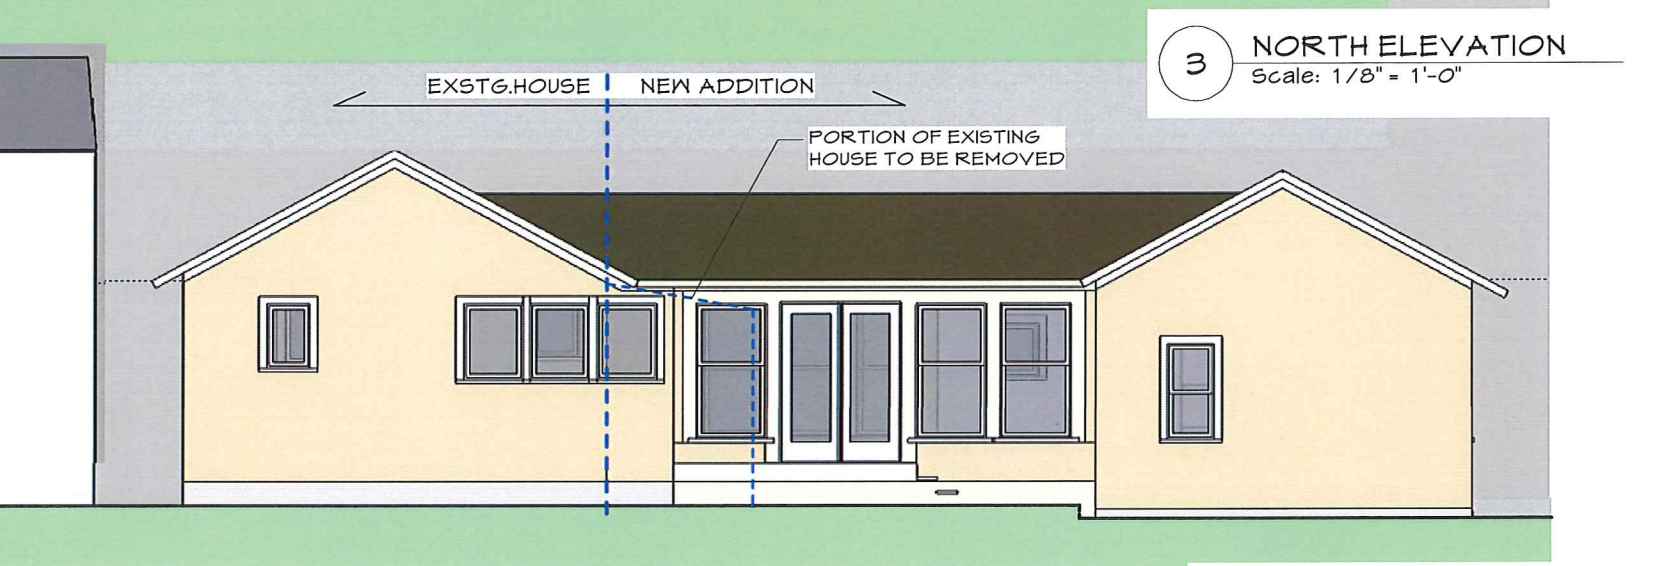 3 NORTH ELEVATION
Scale: 1/8" = 1'-0"
EXSTG.HOUSE NEW ADDITION
PORTION OF EXISTING
HOUSE TO BE REMOVED